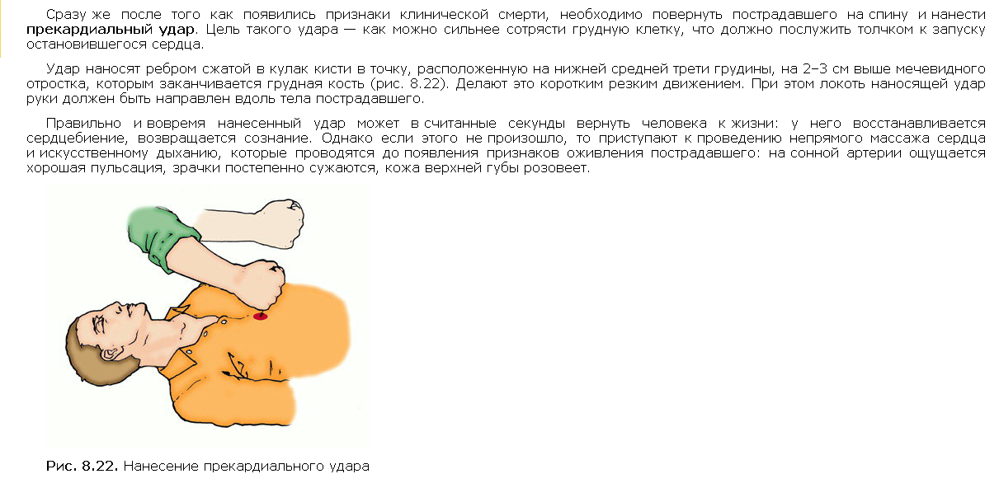 Сразу же после того как появились признаки клинической смерти, необходимо повернуть пострадавшего на спину и нанести
прекардиальный удар. Цель такого удара — как можно сильнее сотрясти грудную клетку, что должно послужить толчком к запуску
остановившегося сердца.
Удар наносят ребром сжатой в кулак кисти в точку, расположенную на нижней средней трети грудины, на 2–3 см выше мечевидного
отростка, которым заканчивается грудная кость (рис. 8.22). Делают это коротким резким движением. При этом локоть наносящей удар
руки должен быть направлен вдоль тела пострадавшего.
Правильно и вовремя нанесенный удар может в считанные секунды вернуть человека к жизни: у него восстанавливается
сердцебиение, возвращается сознание. Однако если этого не произошло, то приступают к проведению непрямого массажа сердца
и искусственному дыханию, которые проводятся до появления признаков оживления пострадавшего: на сонной артерии ощущается
хорошая пульсация, зрачки постепенно сужаются, кожа верхней губы розовеет.
Рис. 8.22. Нанесение прекардиального удара